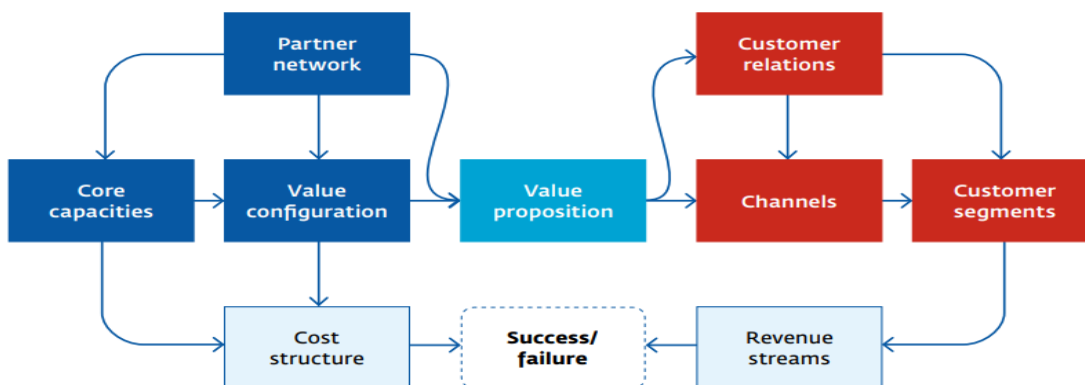 Partner
network
Customer
relations
Core
capacities
Value
configuration
Value
proposition
Channels
Customer
segments
Cost
structure
Success/
failure
Revenue
streams